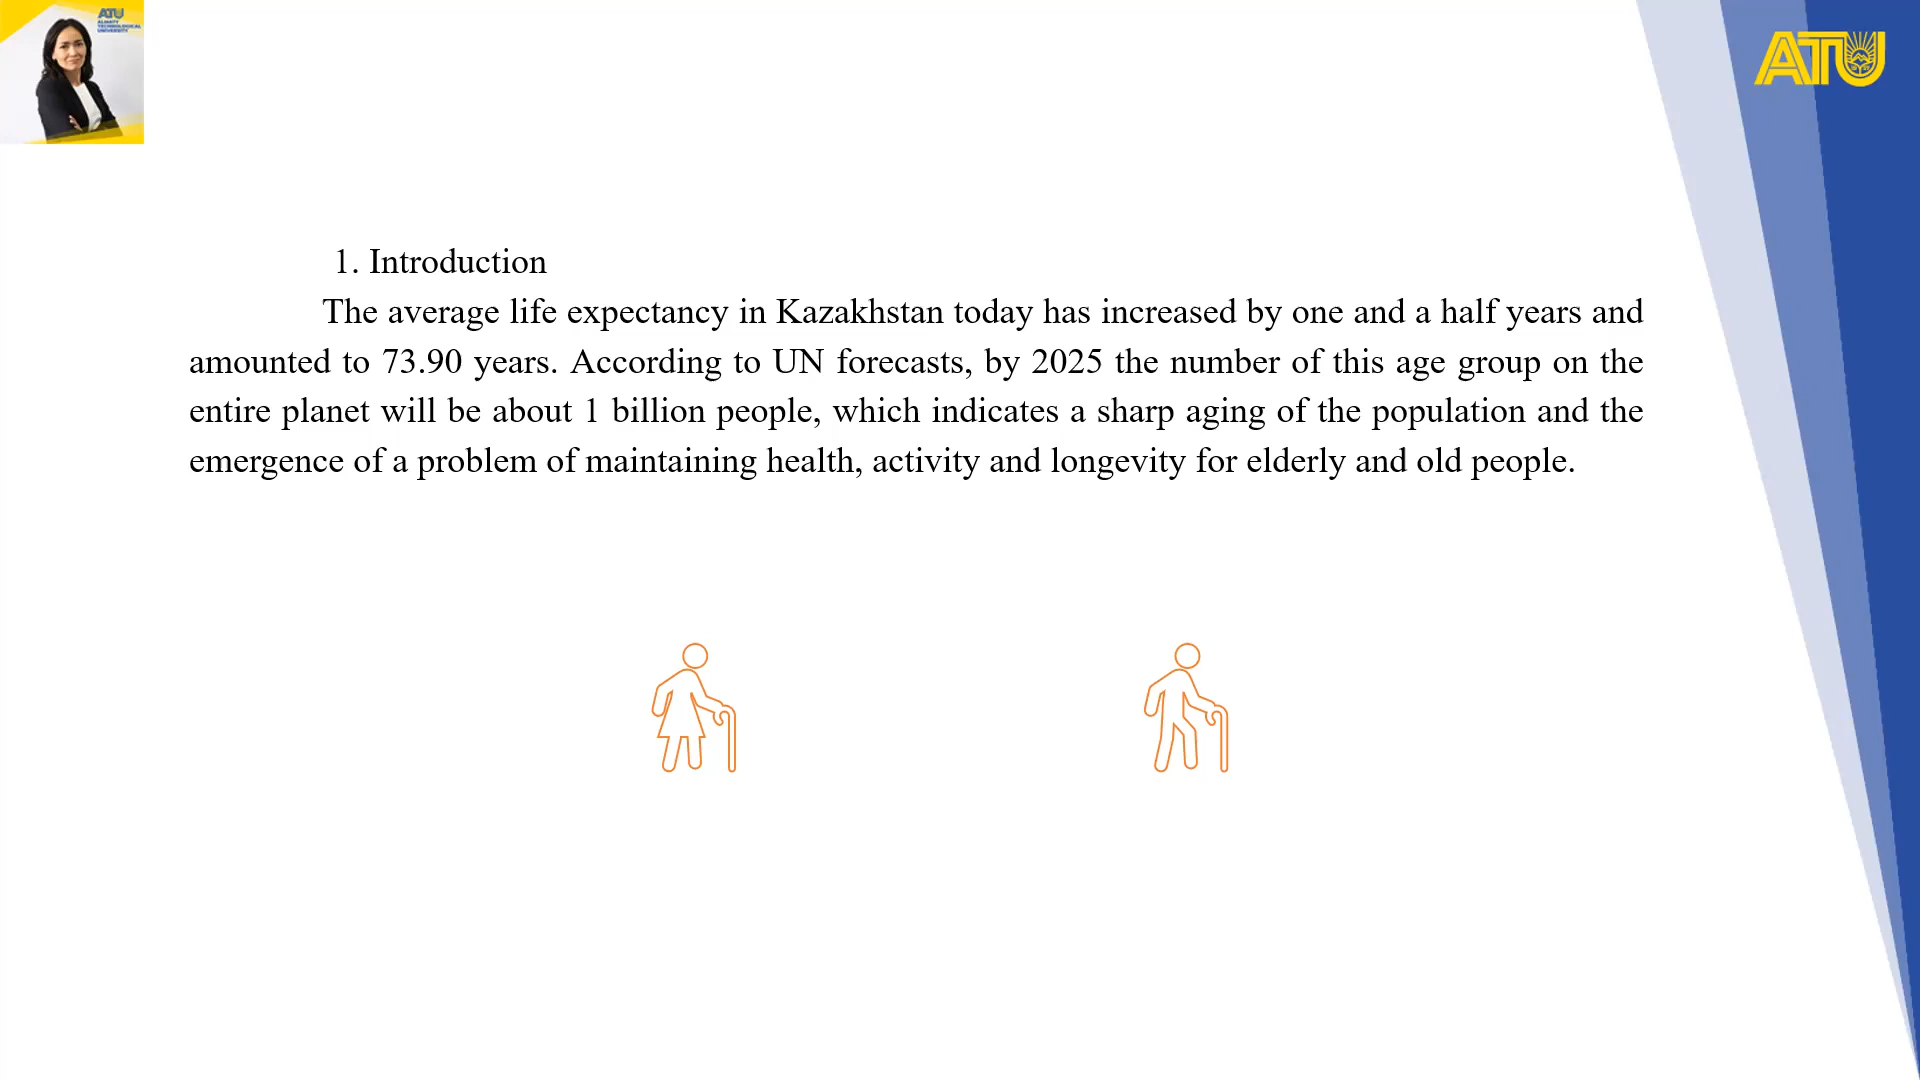 ATU
ALMATY
TECHNOLOGICAL
UNIVERSITY
ATU
1. Introduction
The average life expectancy in Kazakhstan today has increased by one and a half years and
amounted to 73.90 years. According to UN forecasts, by 2025 the number of this age group on the
entire planet will be about 1 billion people, which indicates a sharp aging of the population and the
emergence of a problem of maintaining health, activity and longevity for elderly and old people.